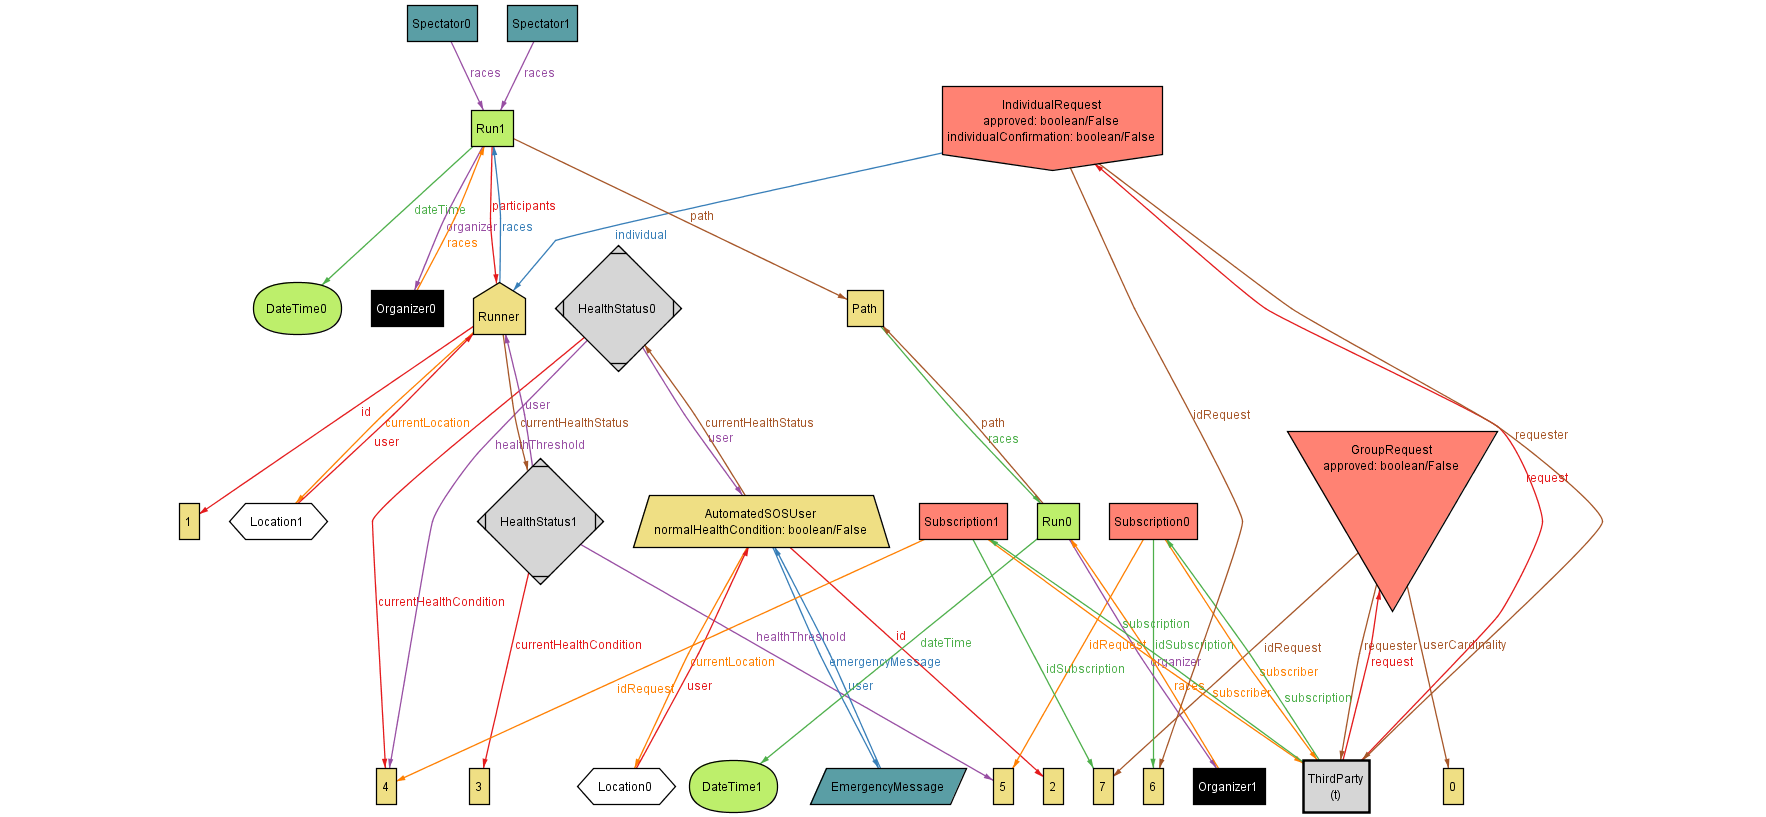 Spectator0
Spectator1
races
races
IndividualRequest
approved: boolean/False
individualConfirmation: boolean/False
Run1
participants
dateTime
path
organizer
races
individual
races
DateTime0
Organizer0
Runner
HealthStatus0
Path
user
id
currentLocation
currentHealthStatus
currentHealthStatus
path
idRequest
requester
user
healthThreshold
user
races
GroupRequest
approved: boolean/False
request
1
Location1
HealthStatus1
AutomatedSOSUser
normalHealthCondition: boolean/False
Subscription1
Run0
Subscription0
currentHealthCondition
subscription
healthThreshold
id
dateTime
currentHealthCondition
idRequest
idSubscription
requester
userCardinality
idRequest
currentLocation
emergencyMessage
organizer
request
idSubscription
subscriber
idRequest
user
user
races
subscriber
subscription
4
3
Location0
DateTime1
EmergencyMessage
5
2
7
6
Organizer1
ThirdParty
(t)
0